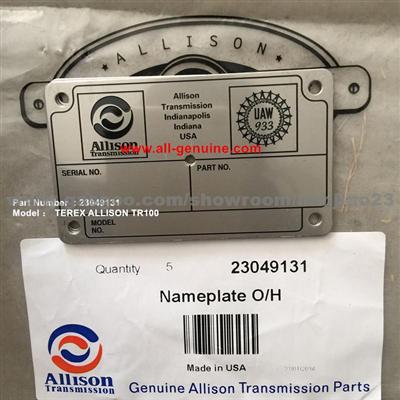 ALLISON
Allison
Transmission
Allison
Transmission
Indianapolis
Indiana
USA
UAW
933
www.all-genuine.com
SERIAL NO.
PART NO.
Part Number : 23049131
Model : TEREX ALLISON TR100
MODEL
NO.
Quantity 5 23049131
Nameplate O/H
Made in USA
Allison
Transmission
Genuine Allison Transmission Parts